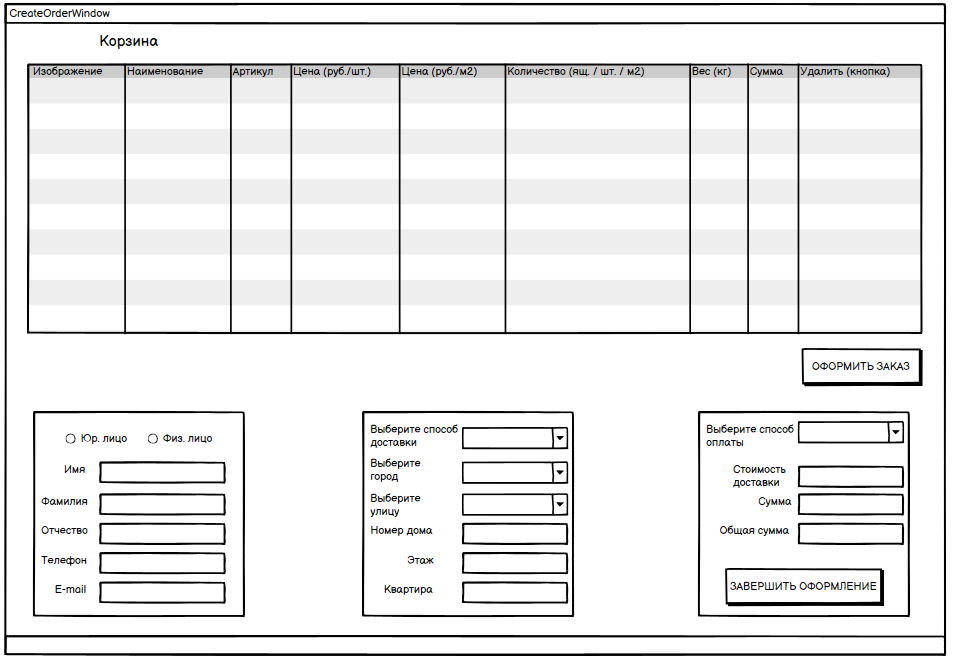 CreateOrderWindow
Корзина
Изображение Наименование Артикул Цена (руб./шт.) Цена (руб./м2) Количество (ящ. / шт. / м2) Вес (кг) Сумма Удалить (кнопка)
ОФОРМИТЬ ЗАКАЗ
Юр. лицо Физ. лицо
Имя
Фамилия
Отчество
Телефон
E-mail
Выберите способ
доставки
Выберите
город
Выберите
улицу
Номер дома
Этаж
Квартира
Выберите способ
оплаты
Стоимость
доставки
Сумма
Общая сумма
ЗАВЕРШИТЬ ОФОРМЛЕНИЕ